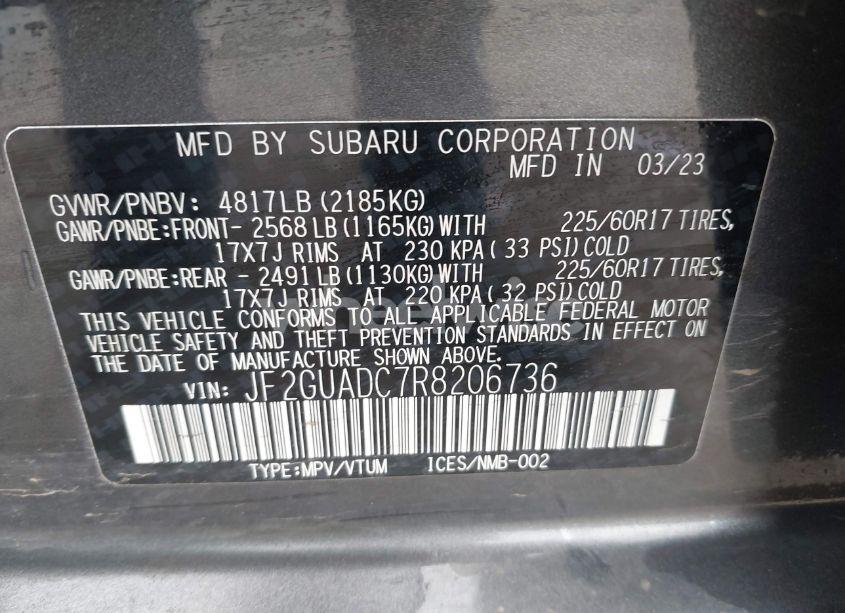 MFD BY SUBARU CORPORATION
MFD IN 03/23
GVWR/PNBV: 4817LB (2185KG)
GAWR/PNBE:FRONT- 2568 LB (1165KG) WITH 225/60R17 TIRES,
17X7J RIMS AT 230 KPA ( 33 PSI) COLD
GAWR/PNBE:REAR - 2491 LB (1130KG) WITH 225/60R17 TIRES,
17X7J RIMS AT 220 KPA ( 32 PSI) COLD
THIS VEHICLE CONFORMS TO ALL APPLICABLE FEDERAL MOTOR
VEHICLE SAFETY AND THEFT PREVENTION STANDARDS IN EFFECT ON
THE DATE OF MANUFACTURE SHOWN ABOVE.
VIN: JF2GUADC7R8206736
TYPE:MPV/VTUM ICES/NMB-002